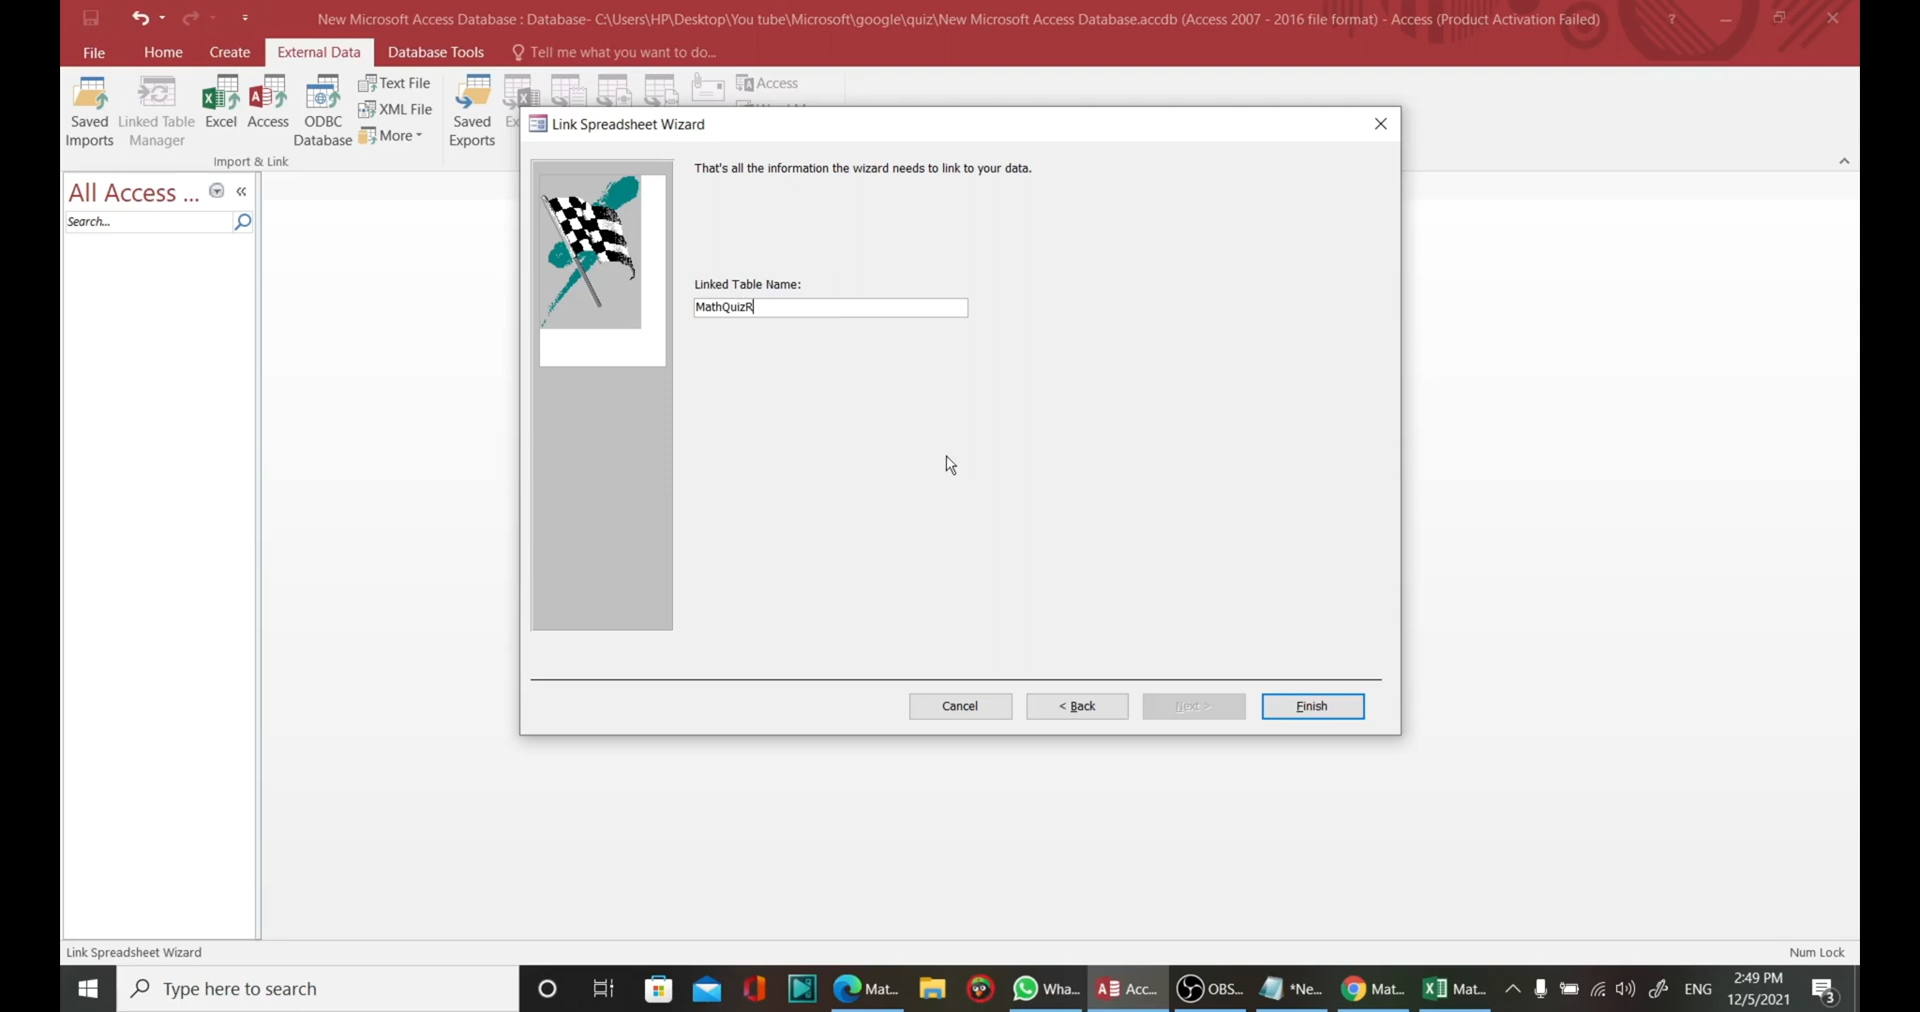 New Microsoft Access Database : Database- C:\Users\HP\Desktop\You tube\Microsoft\google\quiz\New Microsoft Access Database.accdb (Access 2007 - 2016 file format) - Access (Product Activation Failed)
?
File Home Create External Data Database Tools Tell me what you want to do...
Saved Imports
Linked Table Manager
Excel
Access
ODBC Database
Text File
XML File
More
Saved Exports
Access
Import & Link
Link Spreadsheet Wizard
All Access ...
Search...
That's all the information the wizard needs to link to your data.
Linked Table Name:
MathQuizR
Cancel < Back Next > Finish
Link Spreadsheet Wizard Num Lock
Type here to search Mat... Wha... Acc... OBS... *Ne... Mat... Mat... ENG
2:49 PM
12/5/2021
3